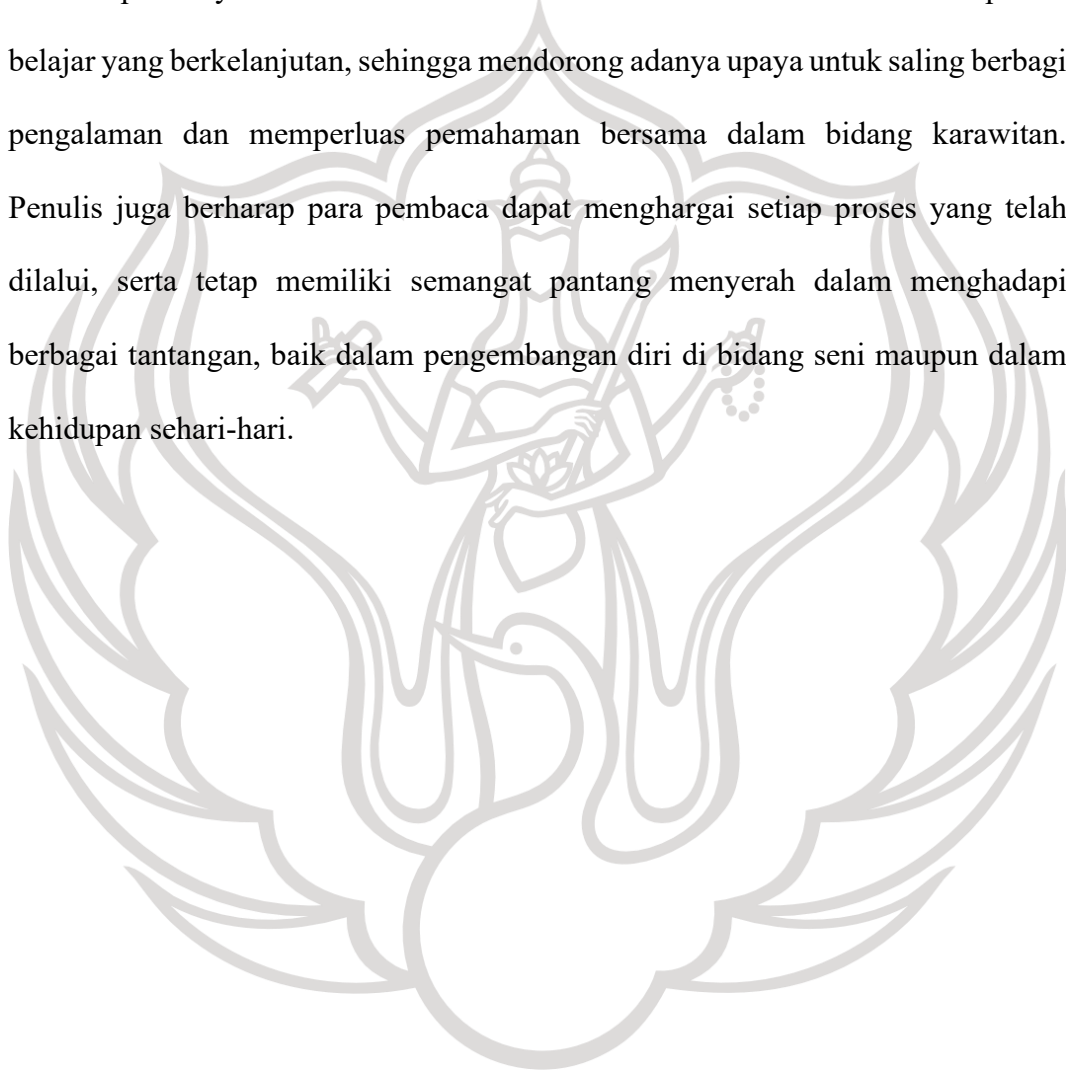 belajar yang berkelanjutan, sehingga mendorong adanya upaya untuk saling berbagi
pengalaman dan memperluas pemahaman bersama dalam bidang karawitan.
Penulis juga berharap para pembaca dapat menghargai setiap proses yang telah
dilalui, serta tetap memiliki semangat pantang menyerah dalam menghadapi
berbagai tantangan, baik dalam pengembangan diri di bidang seni maupun dalam
kehidupan sehari-hari.